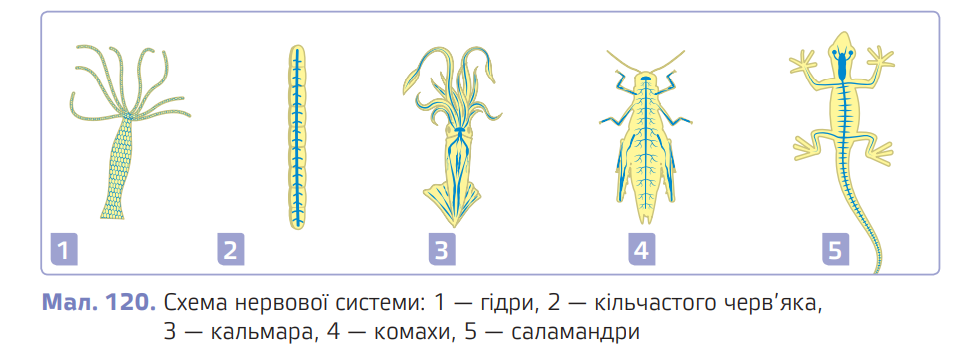 1 2 3 4 5
Мал. 120. Схема нервової системи: 1 — гідри, 2 — кільчастого черв’яка,
3 — кальмара, 4 — комахи, 5 — саламандри